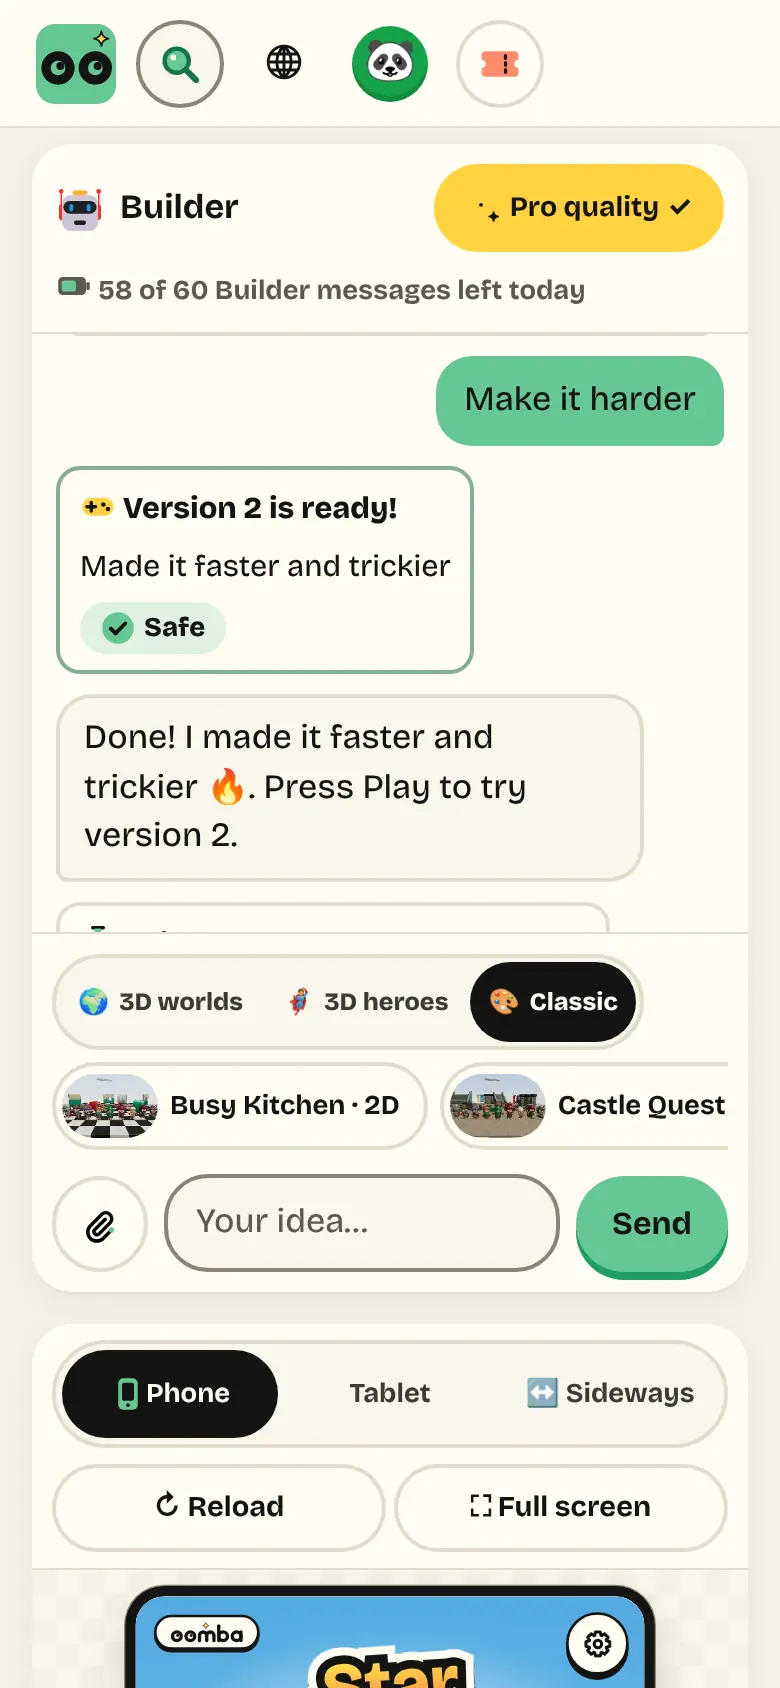 Builder
Pro quality ✓
58 of 60 Builder messages left today
Make it harder
Version 2 is ready!
Made it faster and trickier
Safe
Done! I made it faster and
trickier 🔥. Press Play to try
version 2.
3D worlds
3D heroes
Classic
Busy Kitchen · 2D
Castle Quest
Your idea...
Send
Phone
Tablet
Sideways
Reload
Full screen
oomba
Star